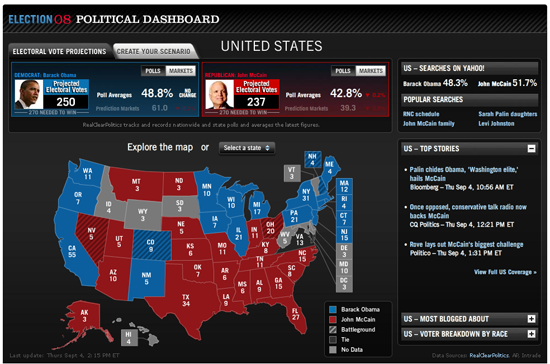 ELECTION 08 POLITICAL DASHBOARD
ELECTORAL VOTE PROJECTIONS
CREATE YOUR SCENARIO
UNITED STATES
DEMOCRAT: Barack Obama
Projected Electoral Votes
250
270 NEEDED TO WIN
POLLS MARKETS
Poll Averages 48.8% NO CHANGE
Prediction Markets 61.0
REPUBLICAN: John McCain
Projected Electoral Votes
237
270 NEEDED TO WIN
POLLS MARKETS
Poll Averages 42.8%
Prediction Markets 39.3
RealClearPolitics tracks and records nationwide and state polls and averages the latest figures.
Explore the map or Select a state
WA 11
OR 7
CA 55
NV 5
ID 4
MT 3
WY 3
UT 5
AZ 10
CO 9
NM 5
ND 3
SD 3
NE 5
KS 6
OK 7
TX 34
MN 10
IA 7
MO 11
AR 6
LA 9
WI 10
IL 21
MI 17
IN 11
OH 20
KY 8
TN 11
MS 6
AL 9
GA 15
FL 27
SC 8
NC 15
VA 13
WV 5
PA 21
NY 31
VT 3
NH 4
ME 4
MA 12
RI 4
CT 7
NJ 15
DE 3
MD 10
DC 3
AK 3
HI 4
Barack Obama
John McCain
Battleground
Tie
No Data
US – SEARCHES ON YAHOO!
Barack Obama 48.3% John McCain 51.7%
POPULAR SEARCHES
RNC schedule Sarah Palin daughters
John McCain family Levi Johnston
US – TOP STORIES
• Palin chides Obama, 'Washington elite,' hails McCain
Bloomberg – Thu Sep 4, 10:56 AM ET
• Once opposed, conservative talk radio now backs McCain
CQ Politics – Thu Sep 4, 12:21 PM ET
• Rove lays out McCain's biggest challenge
Politico – Thu Sep 4, 1:31 PM ET
View Full US Coverage »
US – MOST BLOGGED ABOUT
US – VOTER BREAKDOWN BY RACE
Last update: Thurs Sept 4, 2:15 PM ET
Data Sources: RealClearPolitics, AP, Intrade